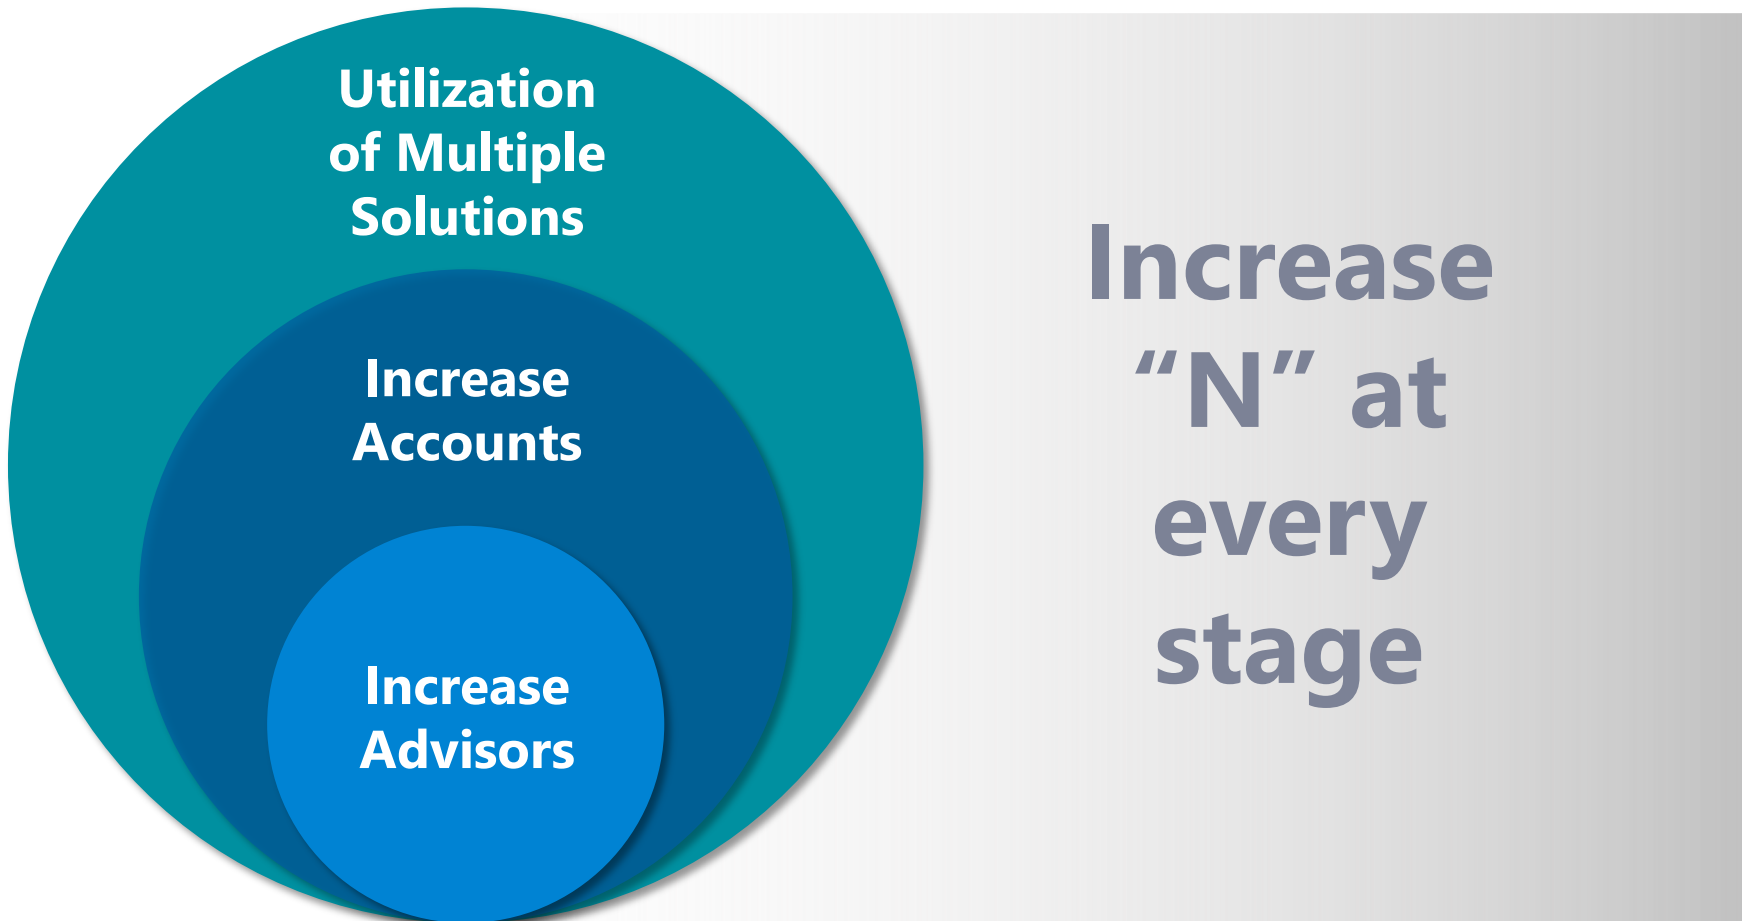 Utilization
of Multiple
Solutions
Increase
Accounts
Increase
Advisors
Increase
“N” at
every
stage